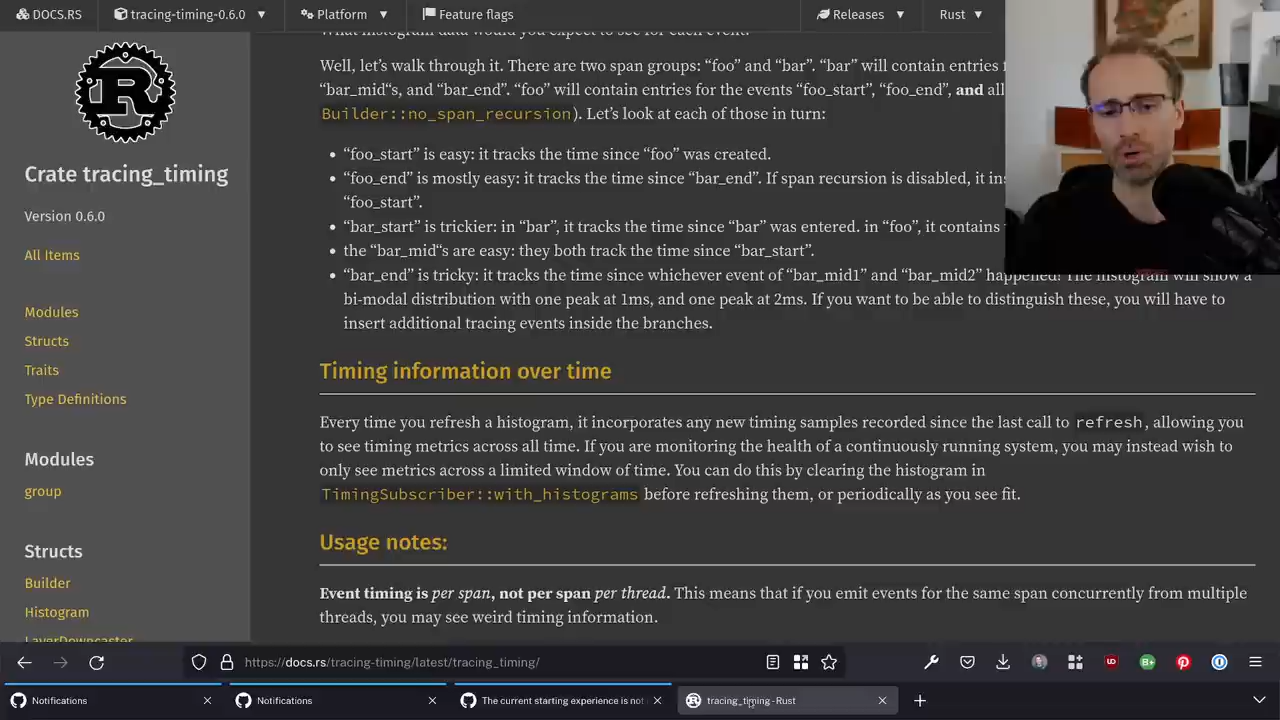 DOCS.RS
tracing-timing-0.6.0
Platform
Feature flags
Releases
Rust
What histogram data would you expect to see for each event?
Well, let's walk through it. There are two span groups: “foo” and “bar”. “bar” will contain entries
“bar_mid“s, and “bar_end”. “foo” will contain entries for the events “foo_start”, “foo_end”, and all
Builder::no_span_recursion). Let's look at each of those in turn:
• “foo_start” is easy: it tracks the time since “foo” was created.
• “foo_end” is mostly easy: it tracks the time since “bar_end”. If span recursion is disabled, it
“foo_start”.
• “bar_start” is trickier: in “bar”, it tracks the time since “bar” was entered. in “foo”, it contains
• the “bar_mid“s are easy: they both track the time since “bar_start”.
• “bar_end” is tricky: it tracks the time since whichever event of “bar_mid1” and “bar_mid2” happened! The histogram will show a
bi-modal distribution with one peak at 1ms, and one peak at 2ms. If you want to be able to distinguish these, you will have to
insert additional tracing events inside the branches.
Timing information over time
Every time you refresh a histogram, it incorporates any new timing samples recorded since the last call to refresh, allowing you
to see timing metrics across all time. If you are monitoring the health of a continuously running system, you may instead wish to
only see metrics across a limited window of time. You can do this by clearing the histogram in
TimingSubscriber::with_histograms before refreshing them, or periodically as you see fit.
Usage notes:
Event timing is per span, not per span per thread. This means that if you emit events for the same span concurrently from multiple
threads, you may see weird timing information.
Crate tracing_timing
Version 0.6.0
All Items
Modules
Structs
Traits
Type Definitions
Modules
group
Structs
Builder
Histogram
LayerDowncaster
https://docs.rs/tracing-timing/latest/tracing_timing/
Notifications
Notifications
The current starting experience is not
tracing_timing - Rust